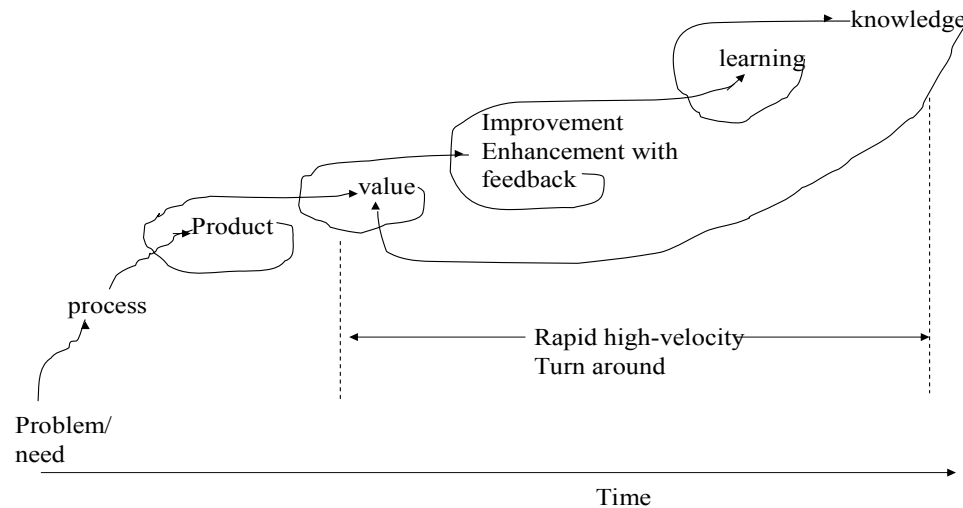 knowledge
learning
Improvement
Enhancement with
feedback
value
Product
process
Rapid high-velocity
Turn around
Problem/
need
Time